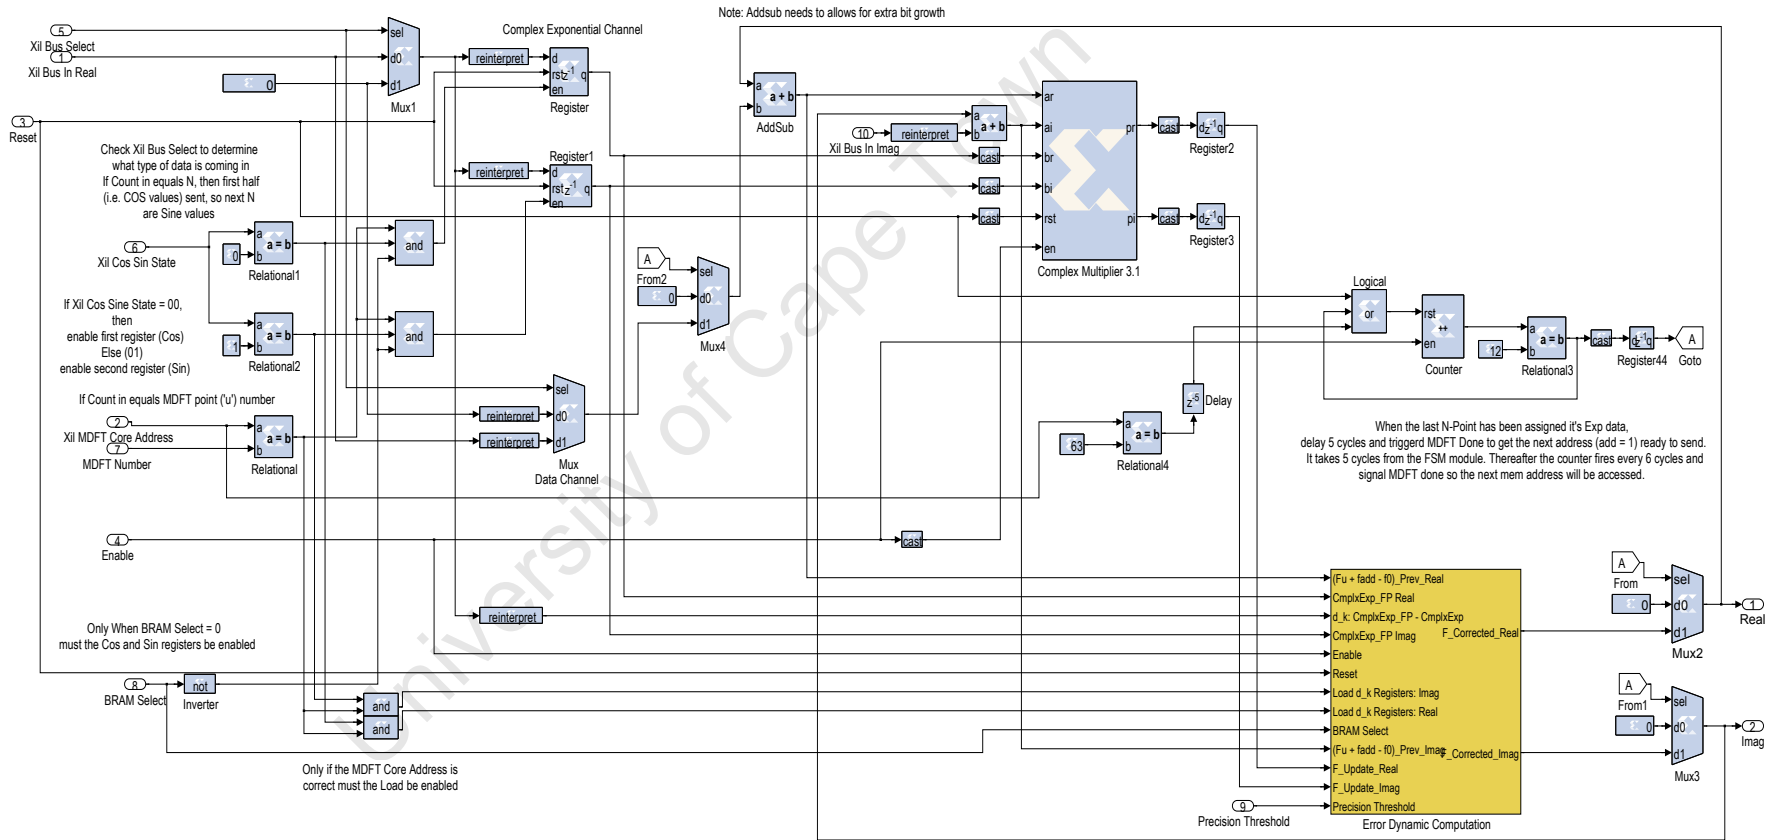 Note: Addsub needs to allows for extra bit growth
5
Xil Bus Select
1
Xil Bus In Real
sel
d0
d1
Mux1
0
Complex Exponential Channel
reinterpret
d
rst
en
z-1
q
Register
3
Reset
Check Xil Bus Select to determine
what type of data is coming in
If Count in equals N, then first half
(i.e. COS values) sent, so next N
are Sine values
reinterpret
Register1
d
rst
en
z-1
q
a
b
a + b
AddSub
10
Xil Bus In Imag
reinterpret
a
b
a + b
cast
cast
cast
ar
ai
br
bi
rst
en
pr
pi
Complex Multiplier 3.1
cast
d z-1 q
Register2
cast
d z-1 q
Register3
6
Xil Cos Sin State
a
b
a = b
0
Relational1
and
If Xil Cos Sine State = 00,
then
enable first register (Cos)
Else (01)
enable second register (Sin)
a
b
a = b
1
Relational2
and
A
From2
0
sel
d0
d1
Mux4
Logical
or
rst
en
++
Counter
a
b
a = b
12
Relational3
cast
d z-1 q
Register44
A
Goto
If Count in equals MDFT point ('u') number
2
Xil MDFT Core Address
7
MDFT Number
a
b
a = b
Relational
reinterpret
reinterpret
sel
d0
d1
Mux
Data Channel
z-5
Delay
a
b
a = b
63
Relational4
When the last N-Point has been assigned it's Exp data,
delay 5 cycles and triggerd MDFT Done to get the next address (add = 1) ready to send.
It takes 5 cycles from the FSM module. Thereafter the counter fires every 6 cycles and
signal MDFT done so the next mem address will be accessed.
4
Enable
cast
reinterpret
Only When BRAM Select = 0
must the Cos and Sin registers be enabled
8
BRAM Select
not
Inverter
and
and
Only if the MDFT Core Address is
correct must the Load be enabled
(Fu + fadd - f0)_Prev_Real
CmplxExp_FP Real
d_k: CmplxExp_FP - CmplxExp
CmplxExp_FP Imag
Enable
Reset
Load d_k Registers: Imag
Load d_k Registers: Real
BRAM Select
(Fu + fadd - f0)_Prev_Imag
F_Update_Real
F_Update_Imag
Precision Threshold
F_Corrected_Real
F_Corrected_Imag
Error Dynamic Computation
9
Precision Threshold
A
From
0
sel
d0
d1
Mux2
1
Real
A
From1
0
sel
d0
d1
Mux3
2
Imag
University of Cape Town